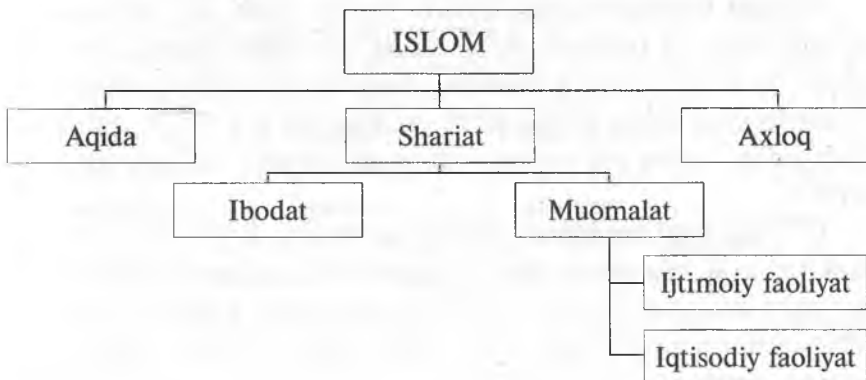 ISLOM
Aqida
Shariat
Axloq
Ibodat
Muomalat
Ijtimoiy faoliyat
Iqtisodiy faoliyat